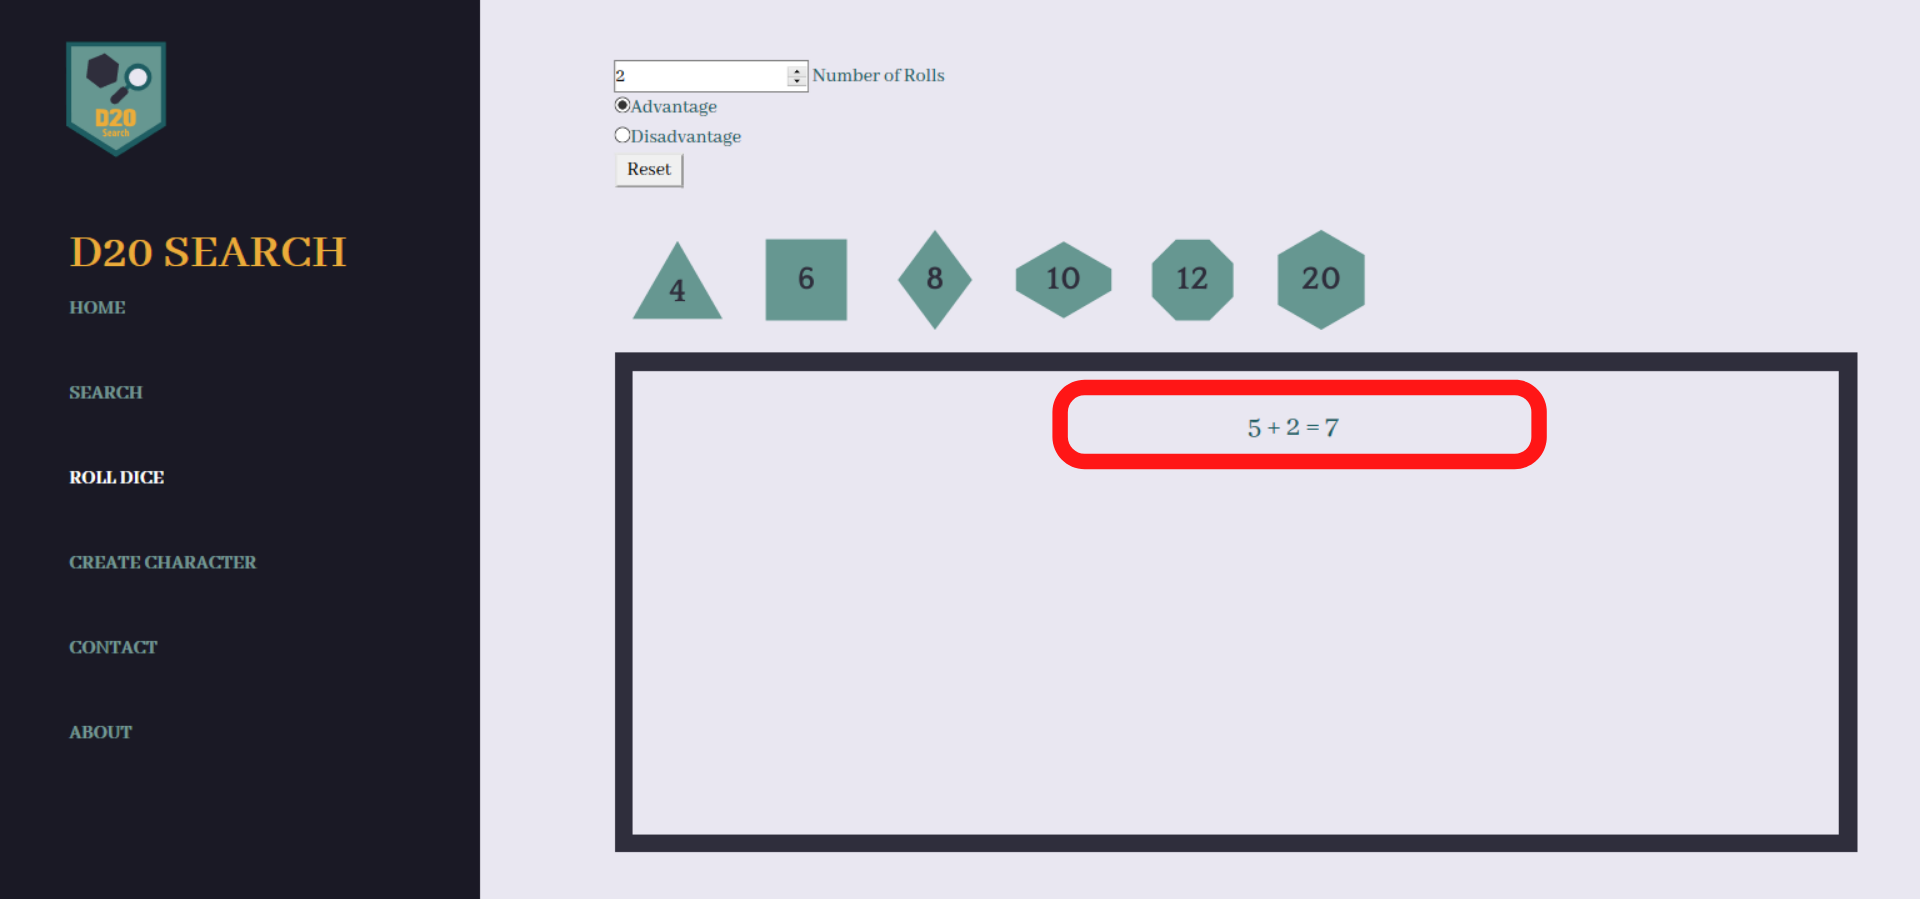 D20
Search
D20 SEARCH
HOME
SEARCH
ROLL DICE
CREATE CHARACTER
CONTACT
ABOUT
2 Number of Rolls
Advantage
Disadvantage
Reset
4 6 8 10 12 20
5 + 2 = 7